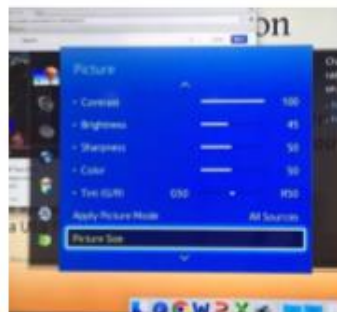 on
Picture
• Contrast 100
• Brightness 45
• Sharpness 50
• Color 50
• Tint (G/R) G50 R50
Apply Picture Mode All Sources
Picture Size